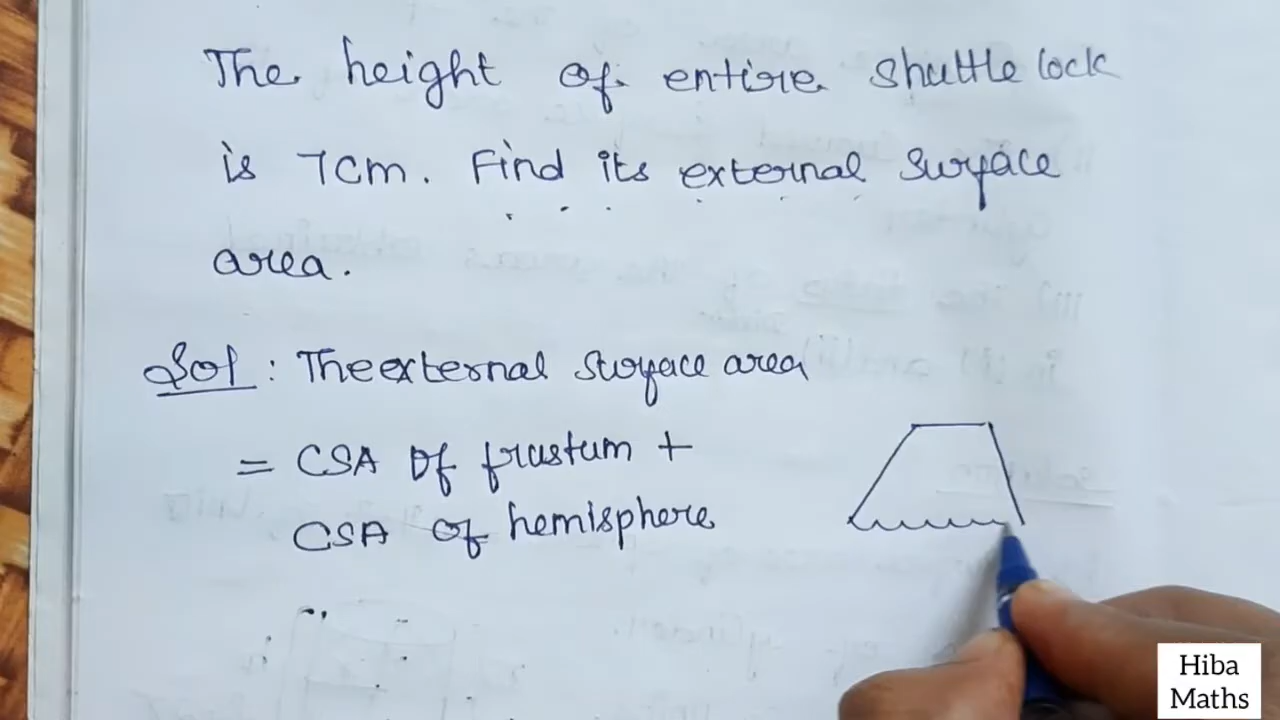 The height of entire shuttle lock
is 7cm. Find its external surface
area.
Sol : The external surface area
= CSA of frustum +
CSA of hemisphere
Hiba
Maths